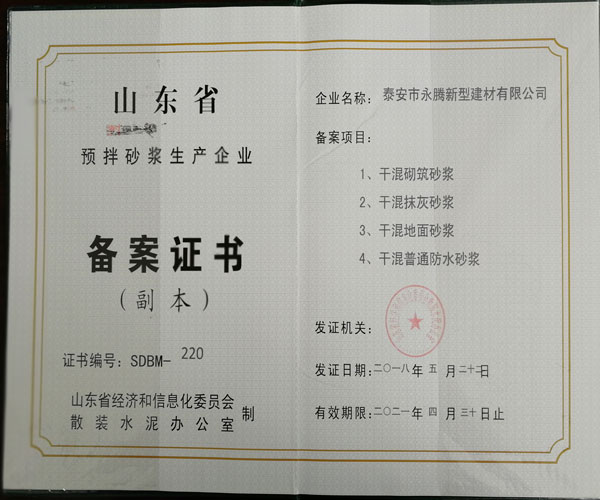 山东省
预拌砂浆生产企业
备案证书
（副本）
证书编号：SDBM- 220
山东省经济和信息化委员会
散装水泥办公室 制
企业名称：泰安市永腾新型建材有限公司
备案项目：
1、干混砌筑砂浆
2、干混抹灰砂浆
3、干混地面砂浆
4、干混普通防水砂浆
发证机关：
发证日期：二〇一八年 五 月 二十二日
有效期限：二〇二一年 四 月 三十日止